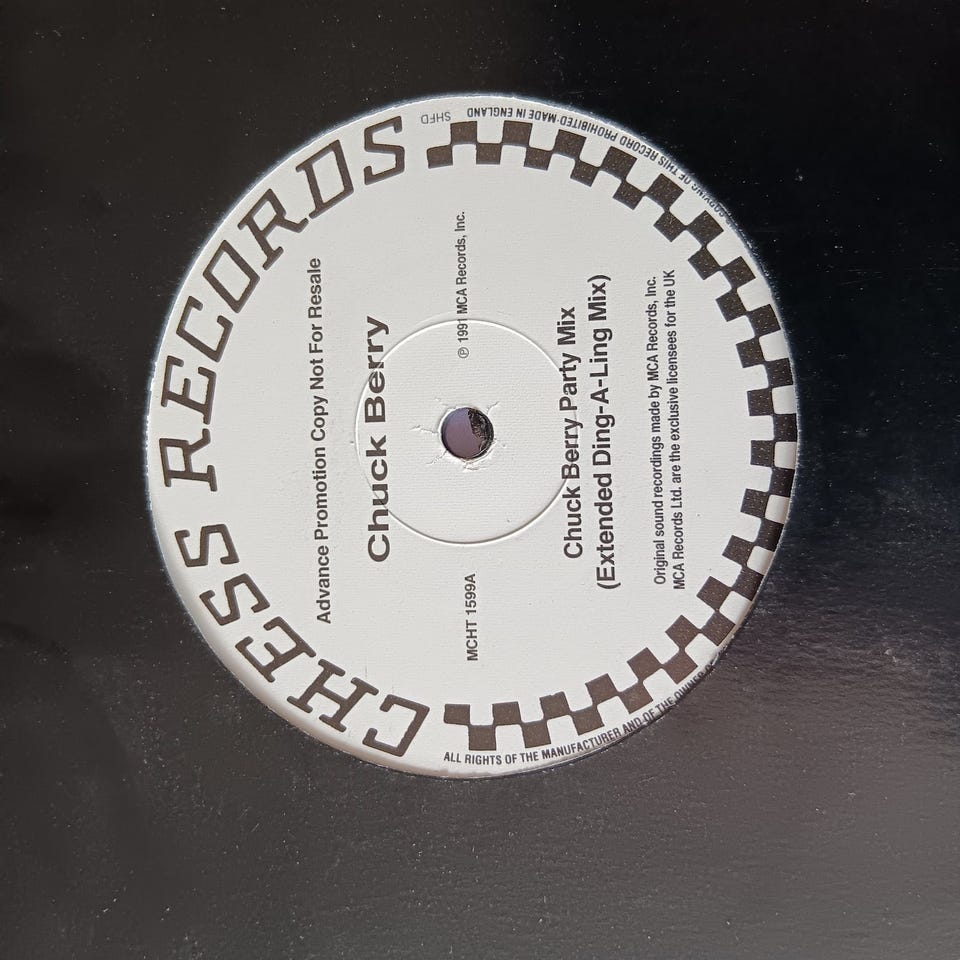 CHESS RECORDS
Advance Promotion Copy Not For Resale
Chuck Berry
MCHT 1599A
℗ 1991 MCA Records, Inc.
Chuck Berry Party Mix
(Extended Ding-A-Ling Mix)
Original sound recordings made by MCA Records, Inc.
MCA Records Ltd. are the exclusive licensees for the UK
ALL RIGHTS OF THE MANUFACTURER AND OF THE OWNER OF THIS RECORD PROHIBITED·MADE IN ENGLAND
SHFD